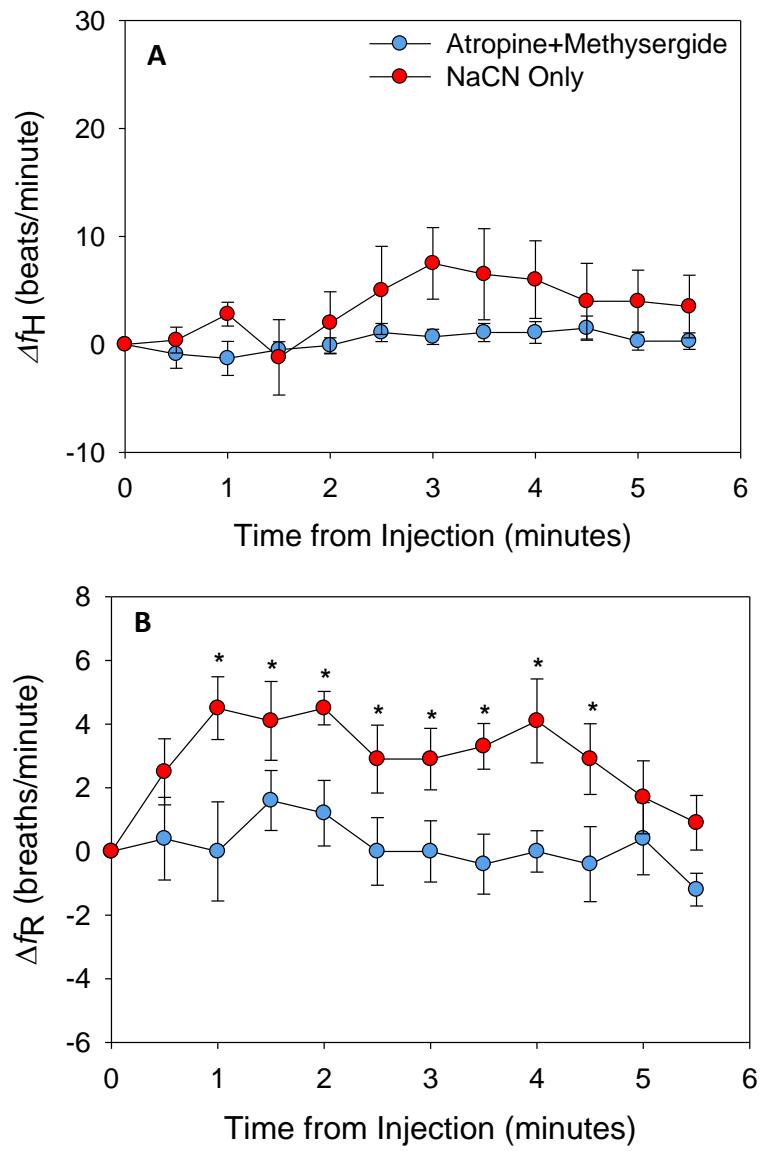 30
A
Atropine+Methysergide
NaCN Only
20
10
0
-10
ΔfH (beats/minute)
0 1 2 3 4 5 6
Time from Injection (minutes)
8
B
6
* * * * * * * *
4
2
0
-2
-4
-6
ΔfR (breaths/minute)
0 1 2 3 4 5 6
Time from Injection (minutes)